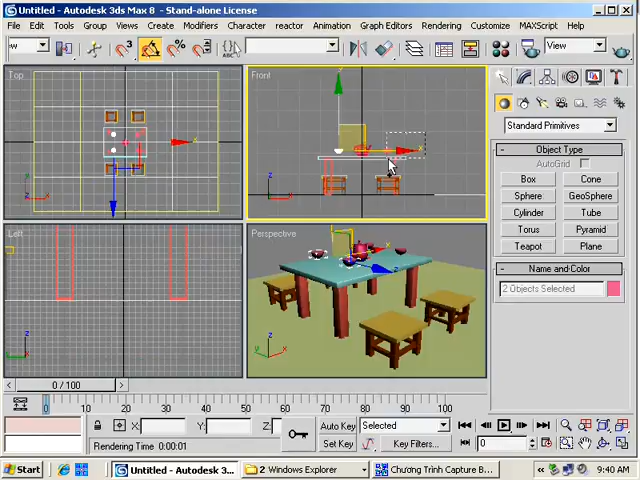 Untitled - Autodesk 3ds Max 8 - Stand-alone License
File Edit Tools Group Views Create Modifiers Character reactor Animation Graph Editors Rendering Customize MAXScript Help
View
Top
Front
Left
Perspective
Standard Primitives
Object Type
AutoGrid
Box Cone
Sphere GeoSphere
Cylinder Tube
Torus Pyramid
Teapot Plane
Name and Color
2 Objects Selected
0 / 100
0 10 20 30 40 50 60 70 80 90 100
X: Y: Z: Auto Key Selected
Rendering Time 0:00:01 Set Key Key Filters... 0
Start Untitled - Autodesk 3... 2 Windows Explorer Chương Trình Capture B... 9:40 AM